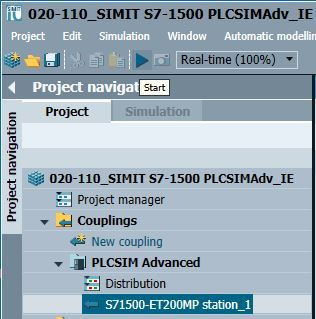 020-110_SIMIT S7-1500 PLCSIMAdv_IE
Project Edit Simulation Window Automatic modellin
Real-time (100%)
Project navigat
Start
Project Simulation
Project navigation
020-110_SIMIT S7-1500 PLCSIMAdv_IE
Project manager
Couplings
New coupling
PLCSIM Advanced
Distribution
S71500-ET200MP station_1